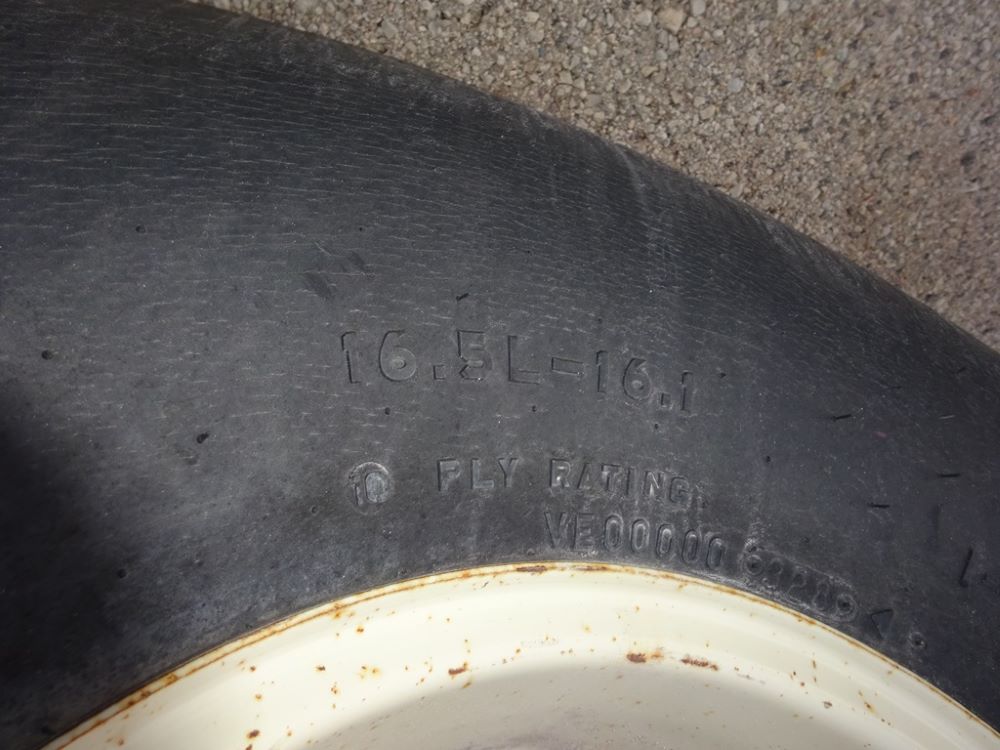 16.5L-16.1
10 PLY RATING
VE00000